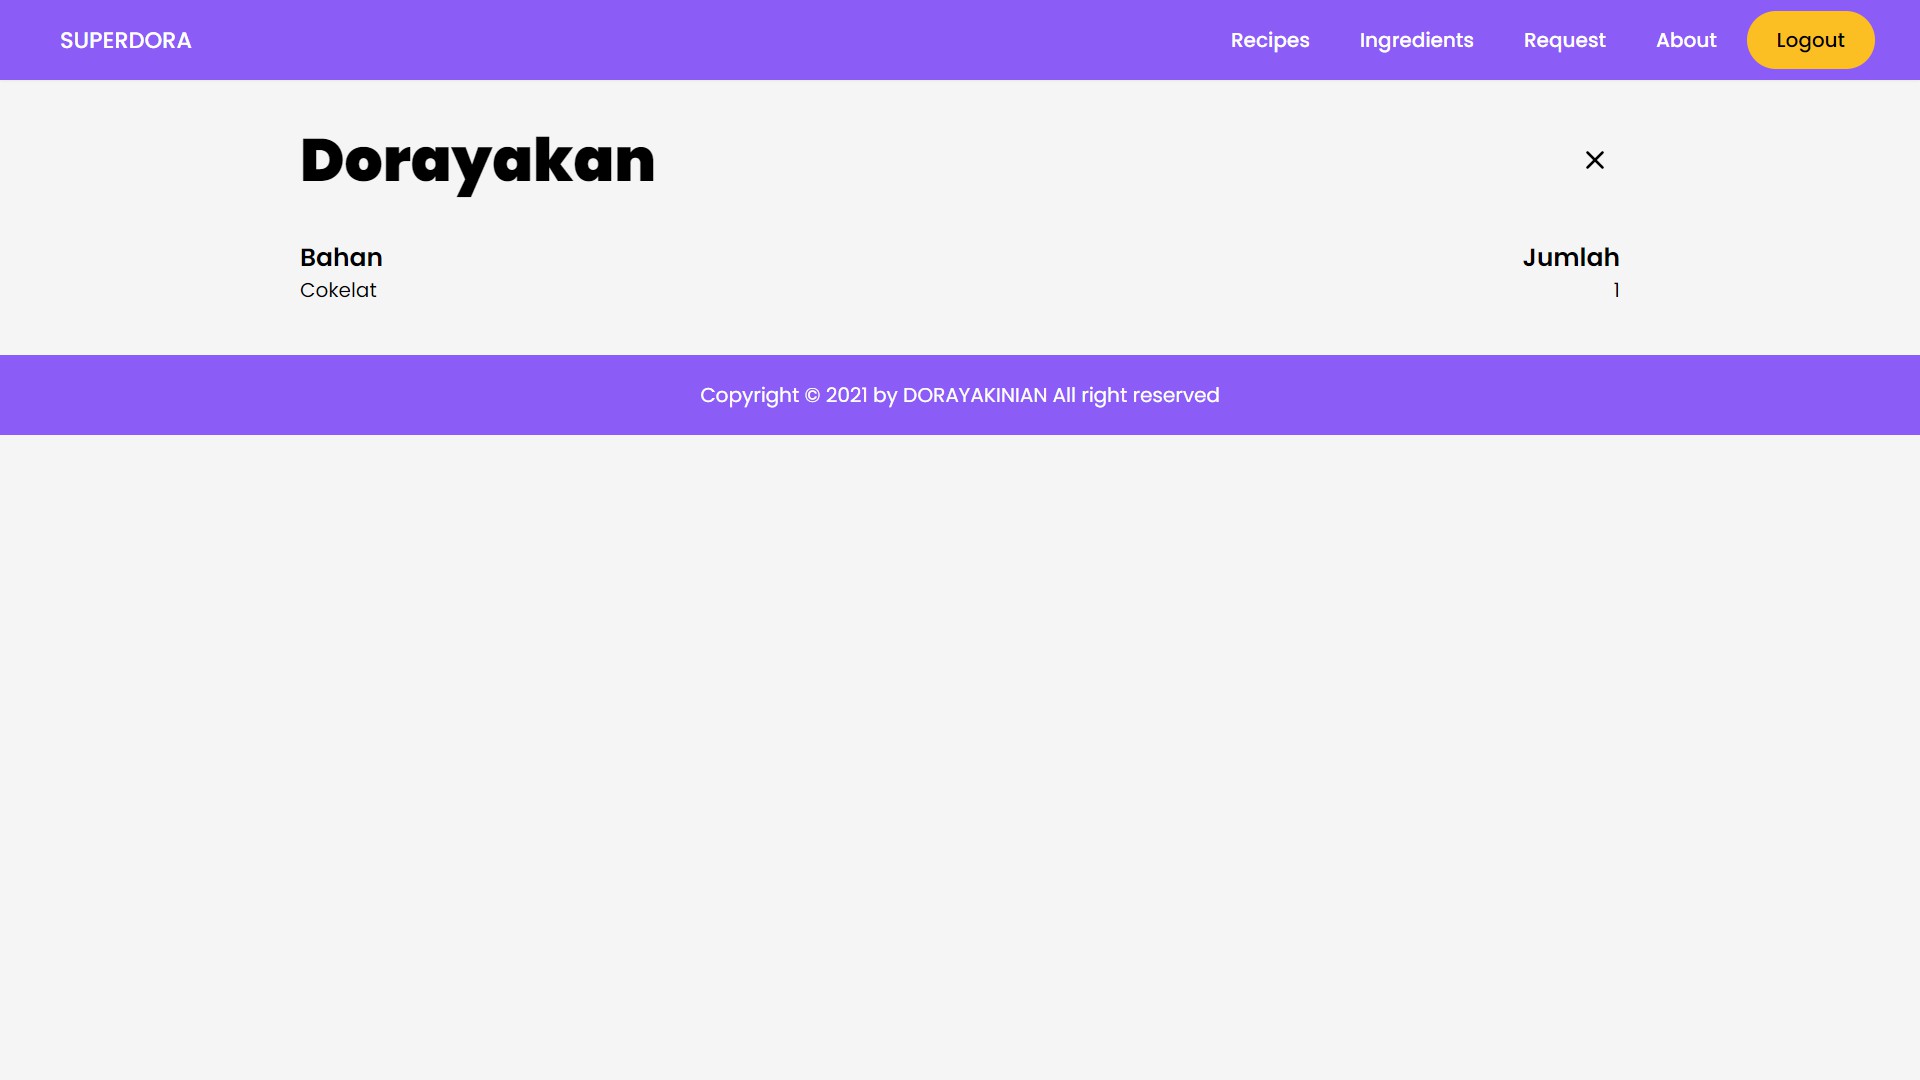 SUPERDORA Recipes Ingredients Request About Logout
Dorayakan
Bahan Jumlah
Cokelat 1
Copyright © 2021 by DORAYAKINIAN All right reserved